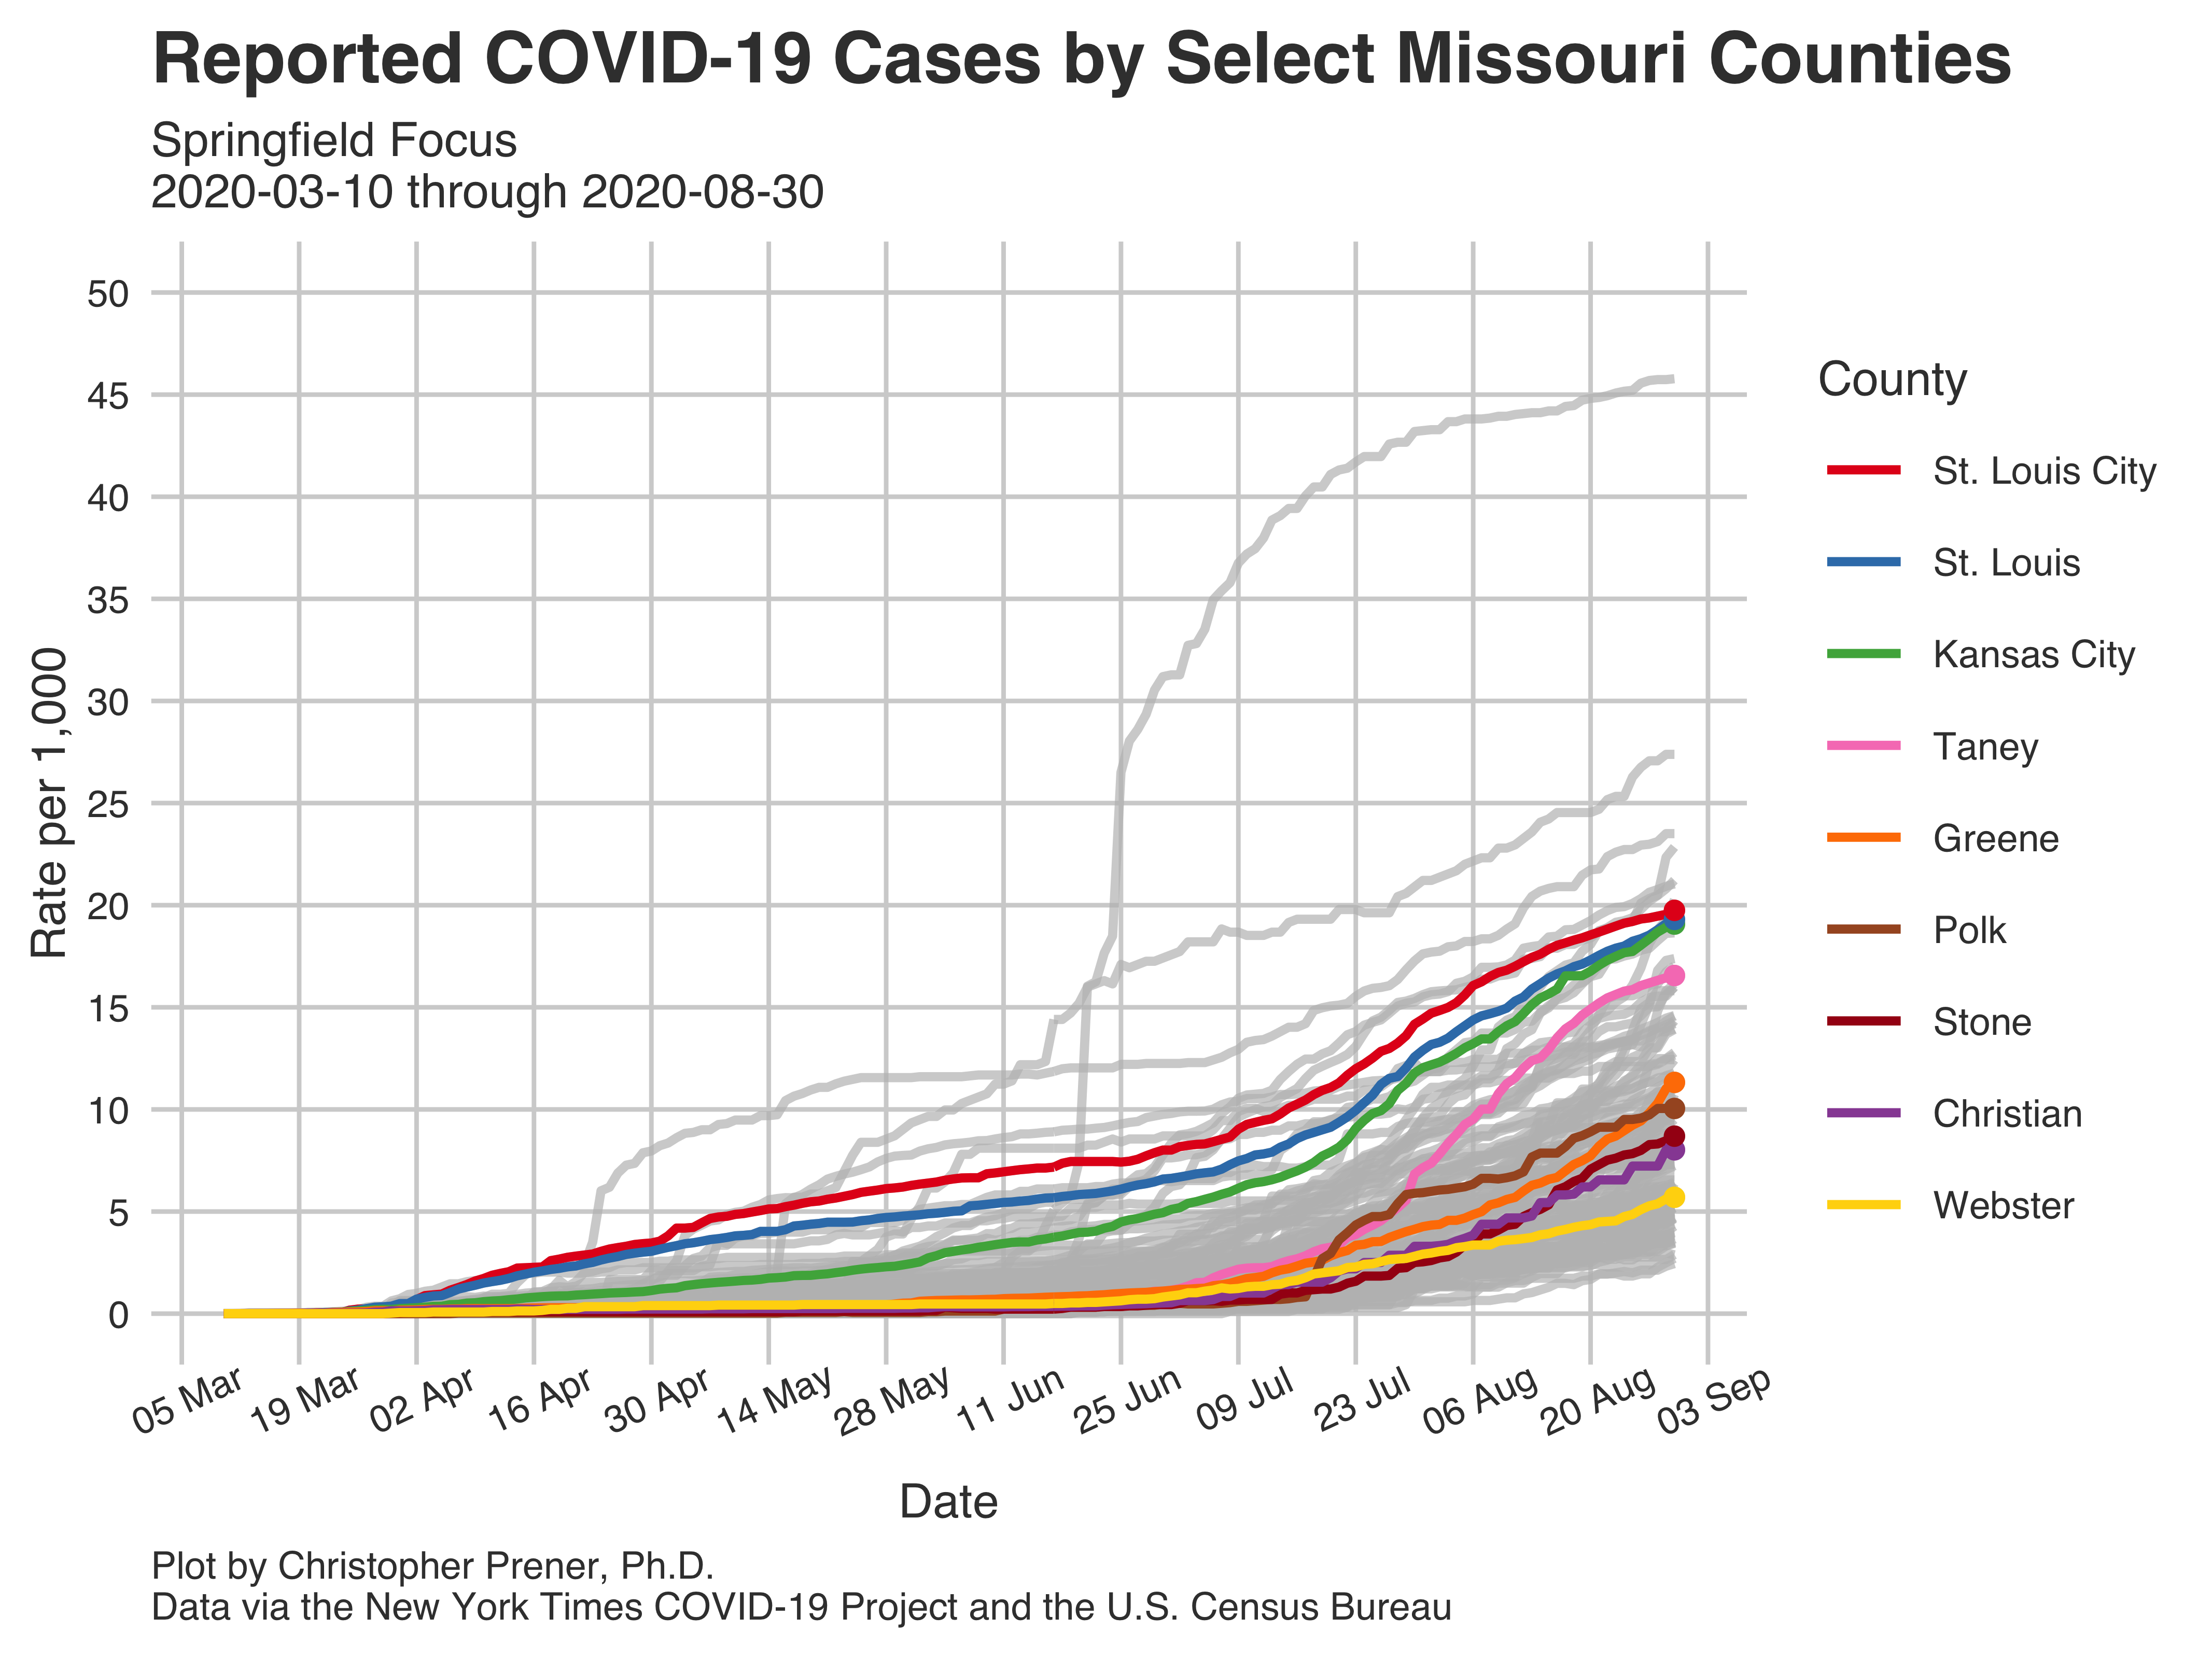 Reported COVID-19 Cases by Select Missouri Counties
Springfield Focus
2020-03-10 through 2020-08-30
50
45
40
35
30
25
20
15
10
5
0
Rate per 1,000
05 Mar
19 Mar
02 Apr
16 Apr
30 Apr
14 May
28 May
11 Jun
25 Jun
09 Jul
23 Jul
06 Aug
20 Aug
03 Sep
Date
County
St. Louis City
St. Louis
Kansas City
Taney
Greene
Polk
Stone
Christian
Webster
Plot by Christopher Prener, Ph.D.
Data via the New York Times COVID-19 Project and the U.S. Census Bureau